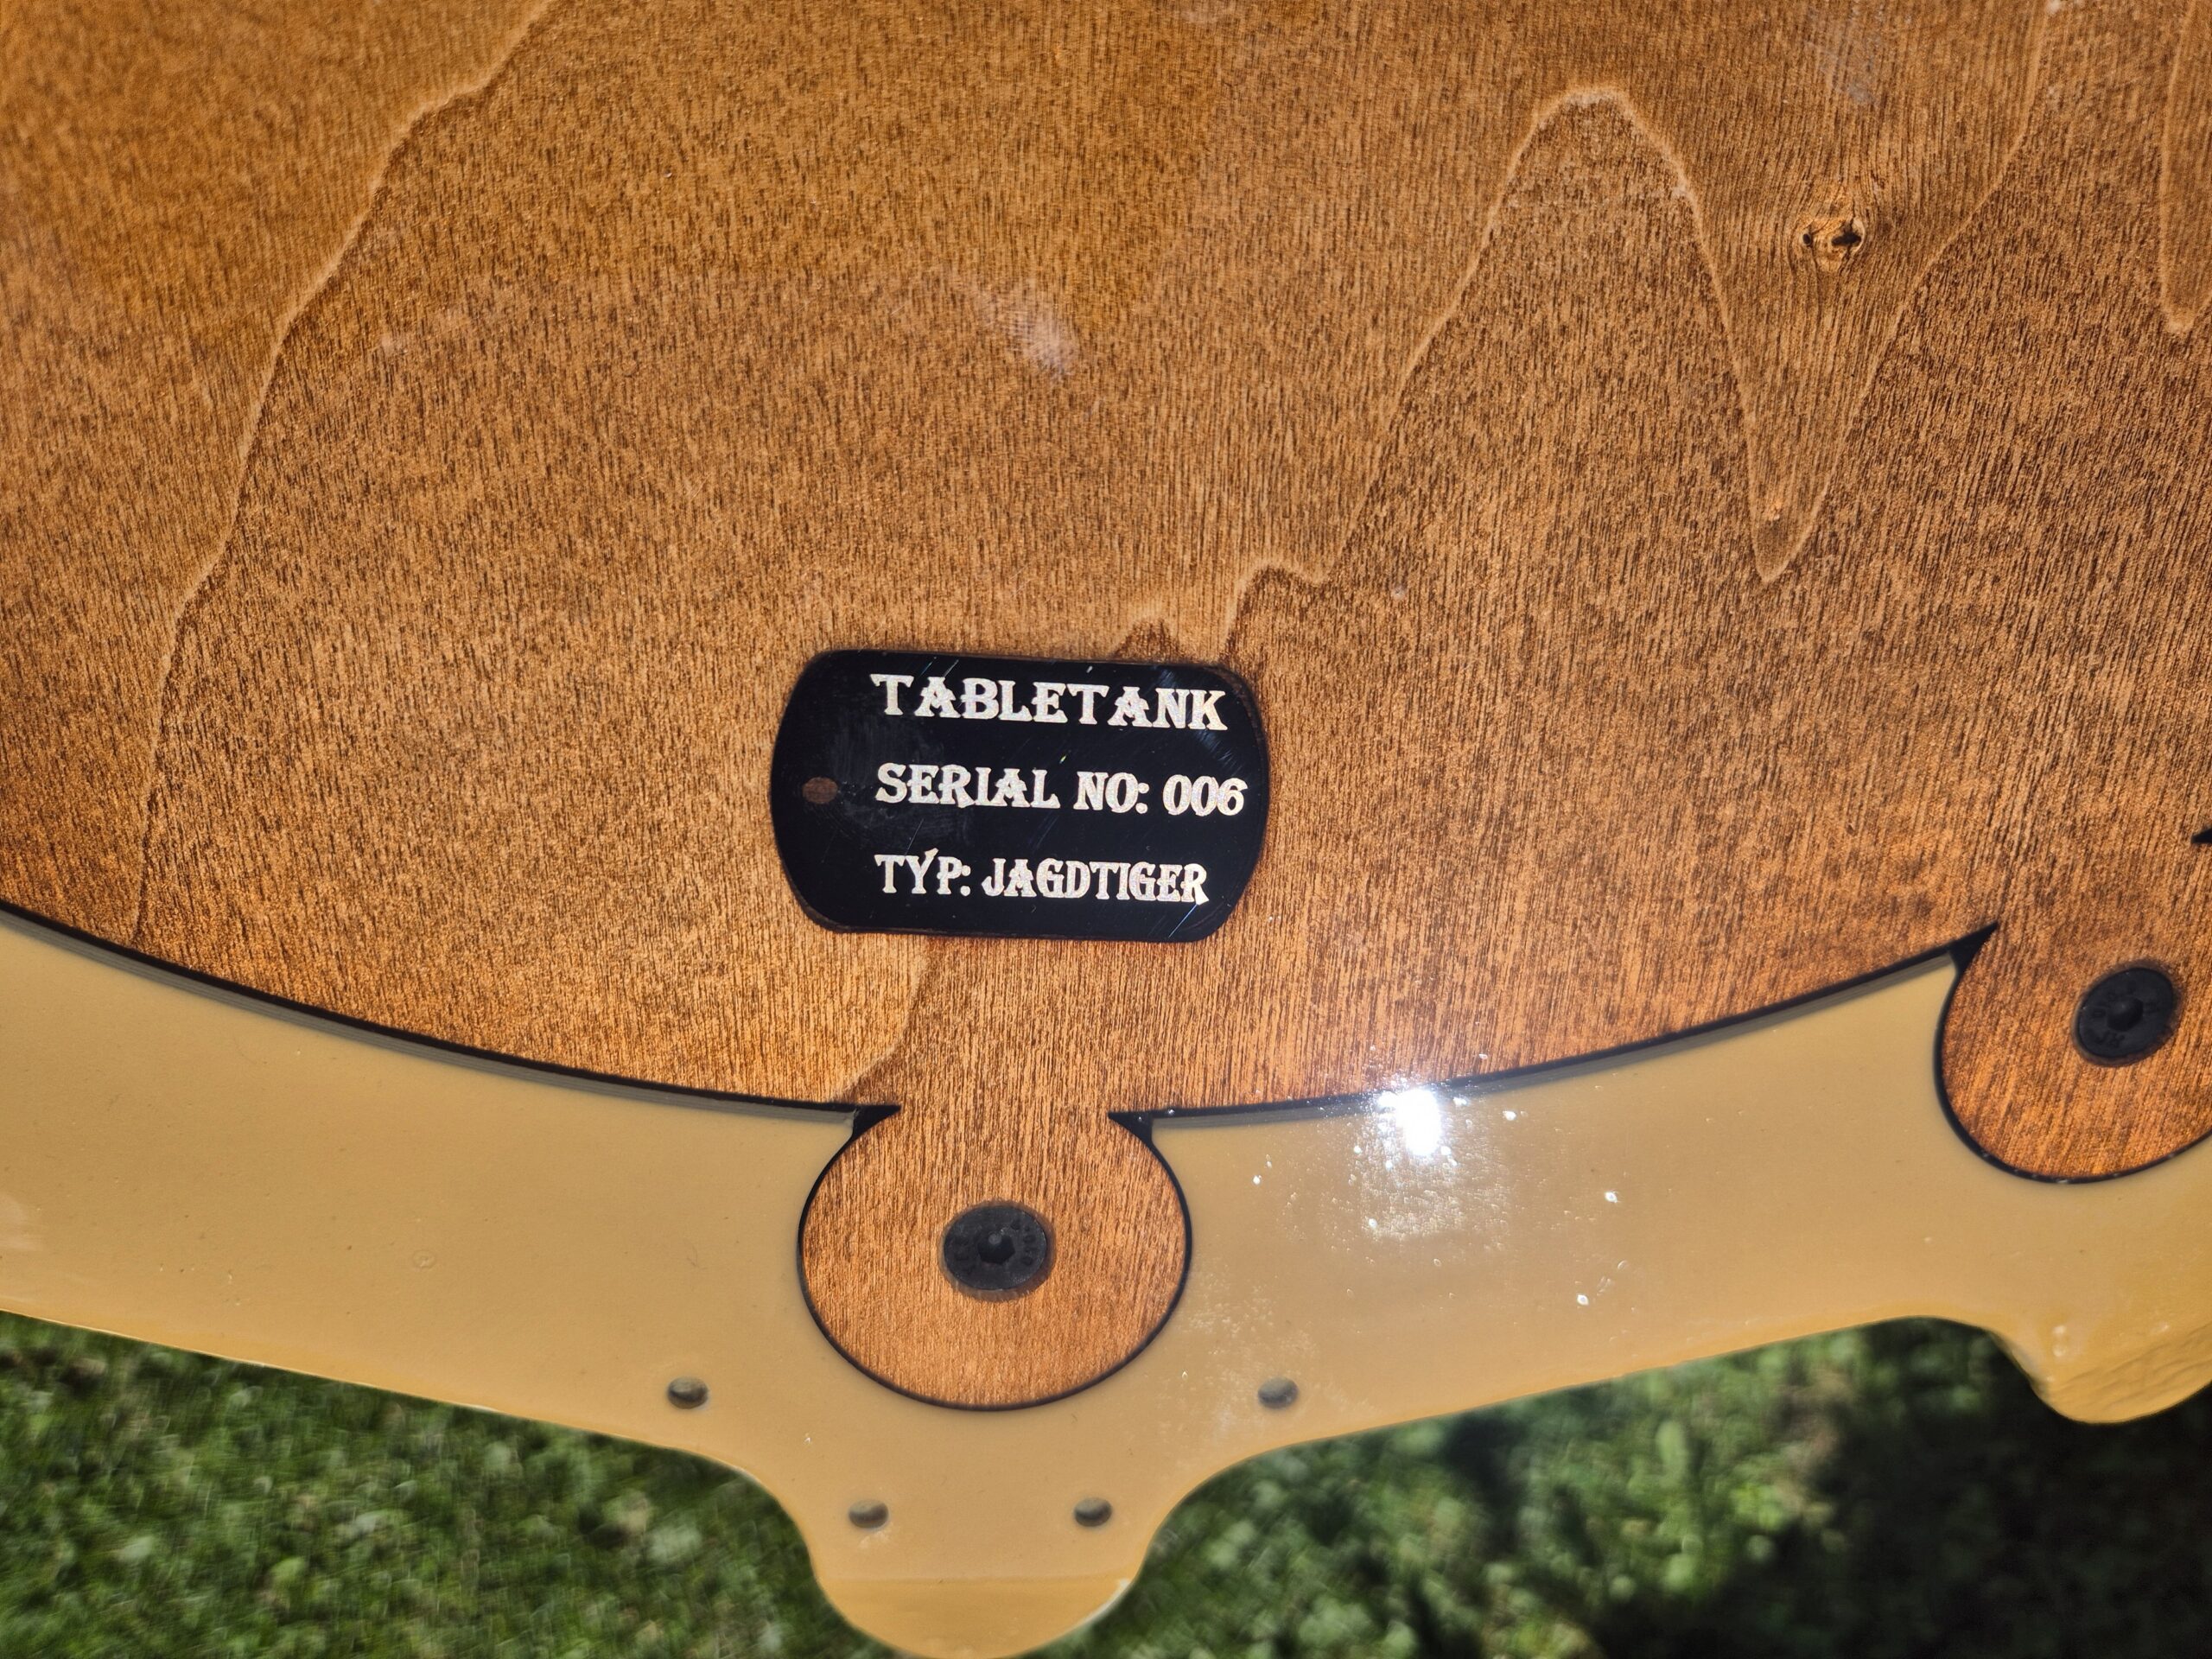 TABLETANK
SERIAL NO: 006
TYP: JAGDTIGER